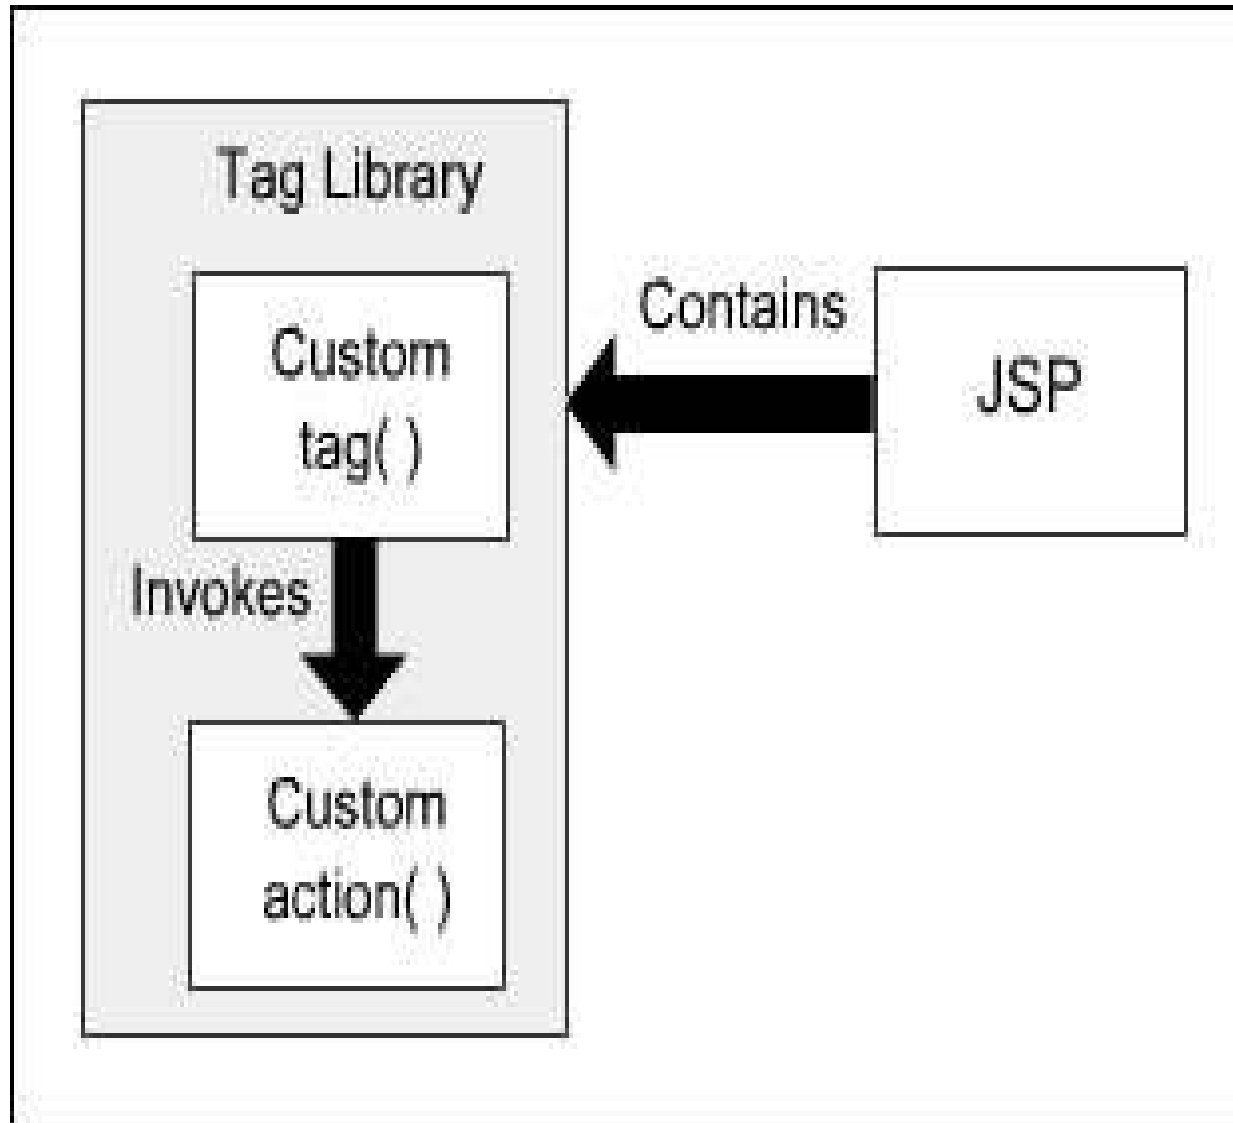 Tag Library
Custom
tag( )
Contains
JSP
Invokes
Custom
action( )